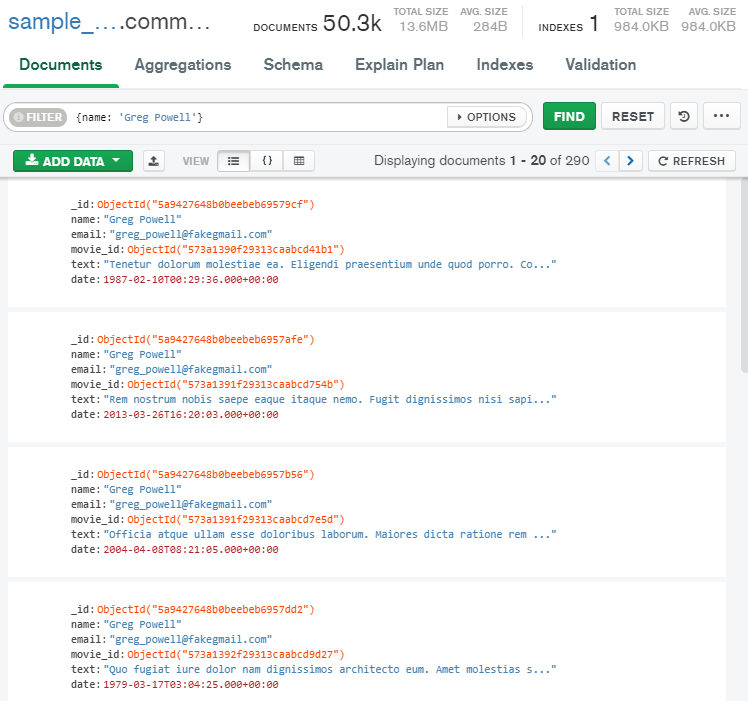 sample_....comm...
DOCUMENTS 50.3k TOTAL SIZE 13.6MB AVG. SIZE 284B INDEXES 1 TOTAL SIZE 984.0KB AVG. SIZE 984.0KB
Documents Aggregations Schema Explain Plan Indexes Validation
FILTER {name: 'Greg Powell'} OPTIONS FIND RESET ...
ADD DATA VIEW {} Displaying documents 1 - 20 of 290 < > REFRESH
_id: ObjectId("5a9427648b0beebeb69579cf")
name: "Greg Powell"
email: "greg_powell@fakegmail.com"
movie_id: ObjectId("573a1390f29313caabcd41b1")
text: "Tenetur dolorum molestiae ea. Eligendi praesentium unde quod porro. Co..."
date: 1987-02-10T00:29:36.000+00:00
_id: ObjectId("5a9427648b0beebeb6957afe")
name: "Greg Powell"
email: "greg_powell@fakegmail.com"
movie_id: ObjectId("573a1391f29313caabcd754b")
text: "Rem nostrum nobis saepe eaque itaque nemo. Fugit dignissimos nisi sapi..."
date: 2013-03-26T16:20:03.000+00:00
_id: ObjectId("5a9427648b0beebeb6957b56")
name: "Greg Powell"
email: "greg_powell@fakegmail.com"
movie_id: ObjectId("573a1391f29313caabcd7e5d")
text: "Officia atque ullam esse doloribus laborum. Maiores dicta ratione rem ..."
date: 2004-04-08T08:21:05.000+00:00
_id: ObjectId("5a9427648b0beebeb6957dd2")
name: "Greg Powell"
email: "greg_powell@fakegmail.com"
movie_id: ObjectId("573a1392f29313caabcd9d27")
text: "Quo fugiat iure dolor nam dignissimos architecto eum. Amet molestias s..."
date: 1979-03-17T03:04:25.000+00:00